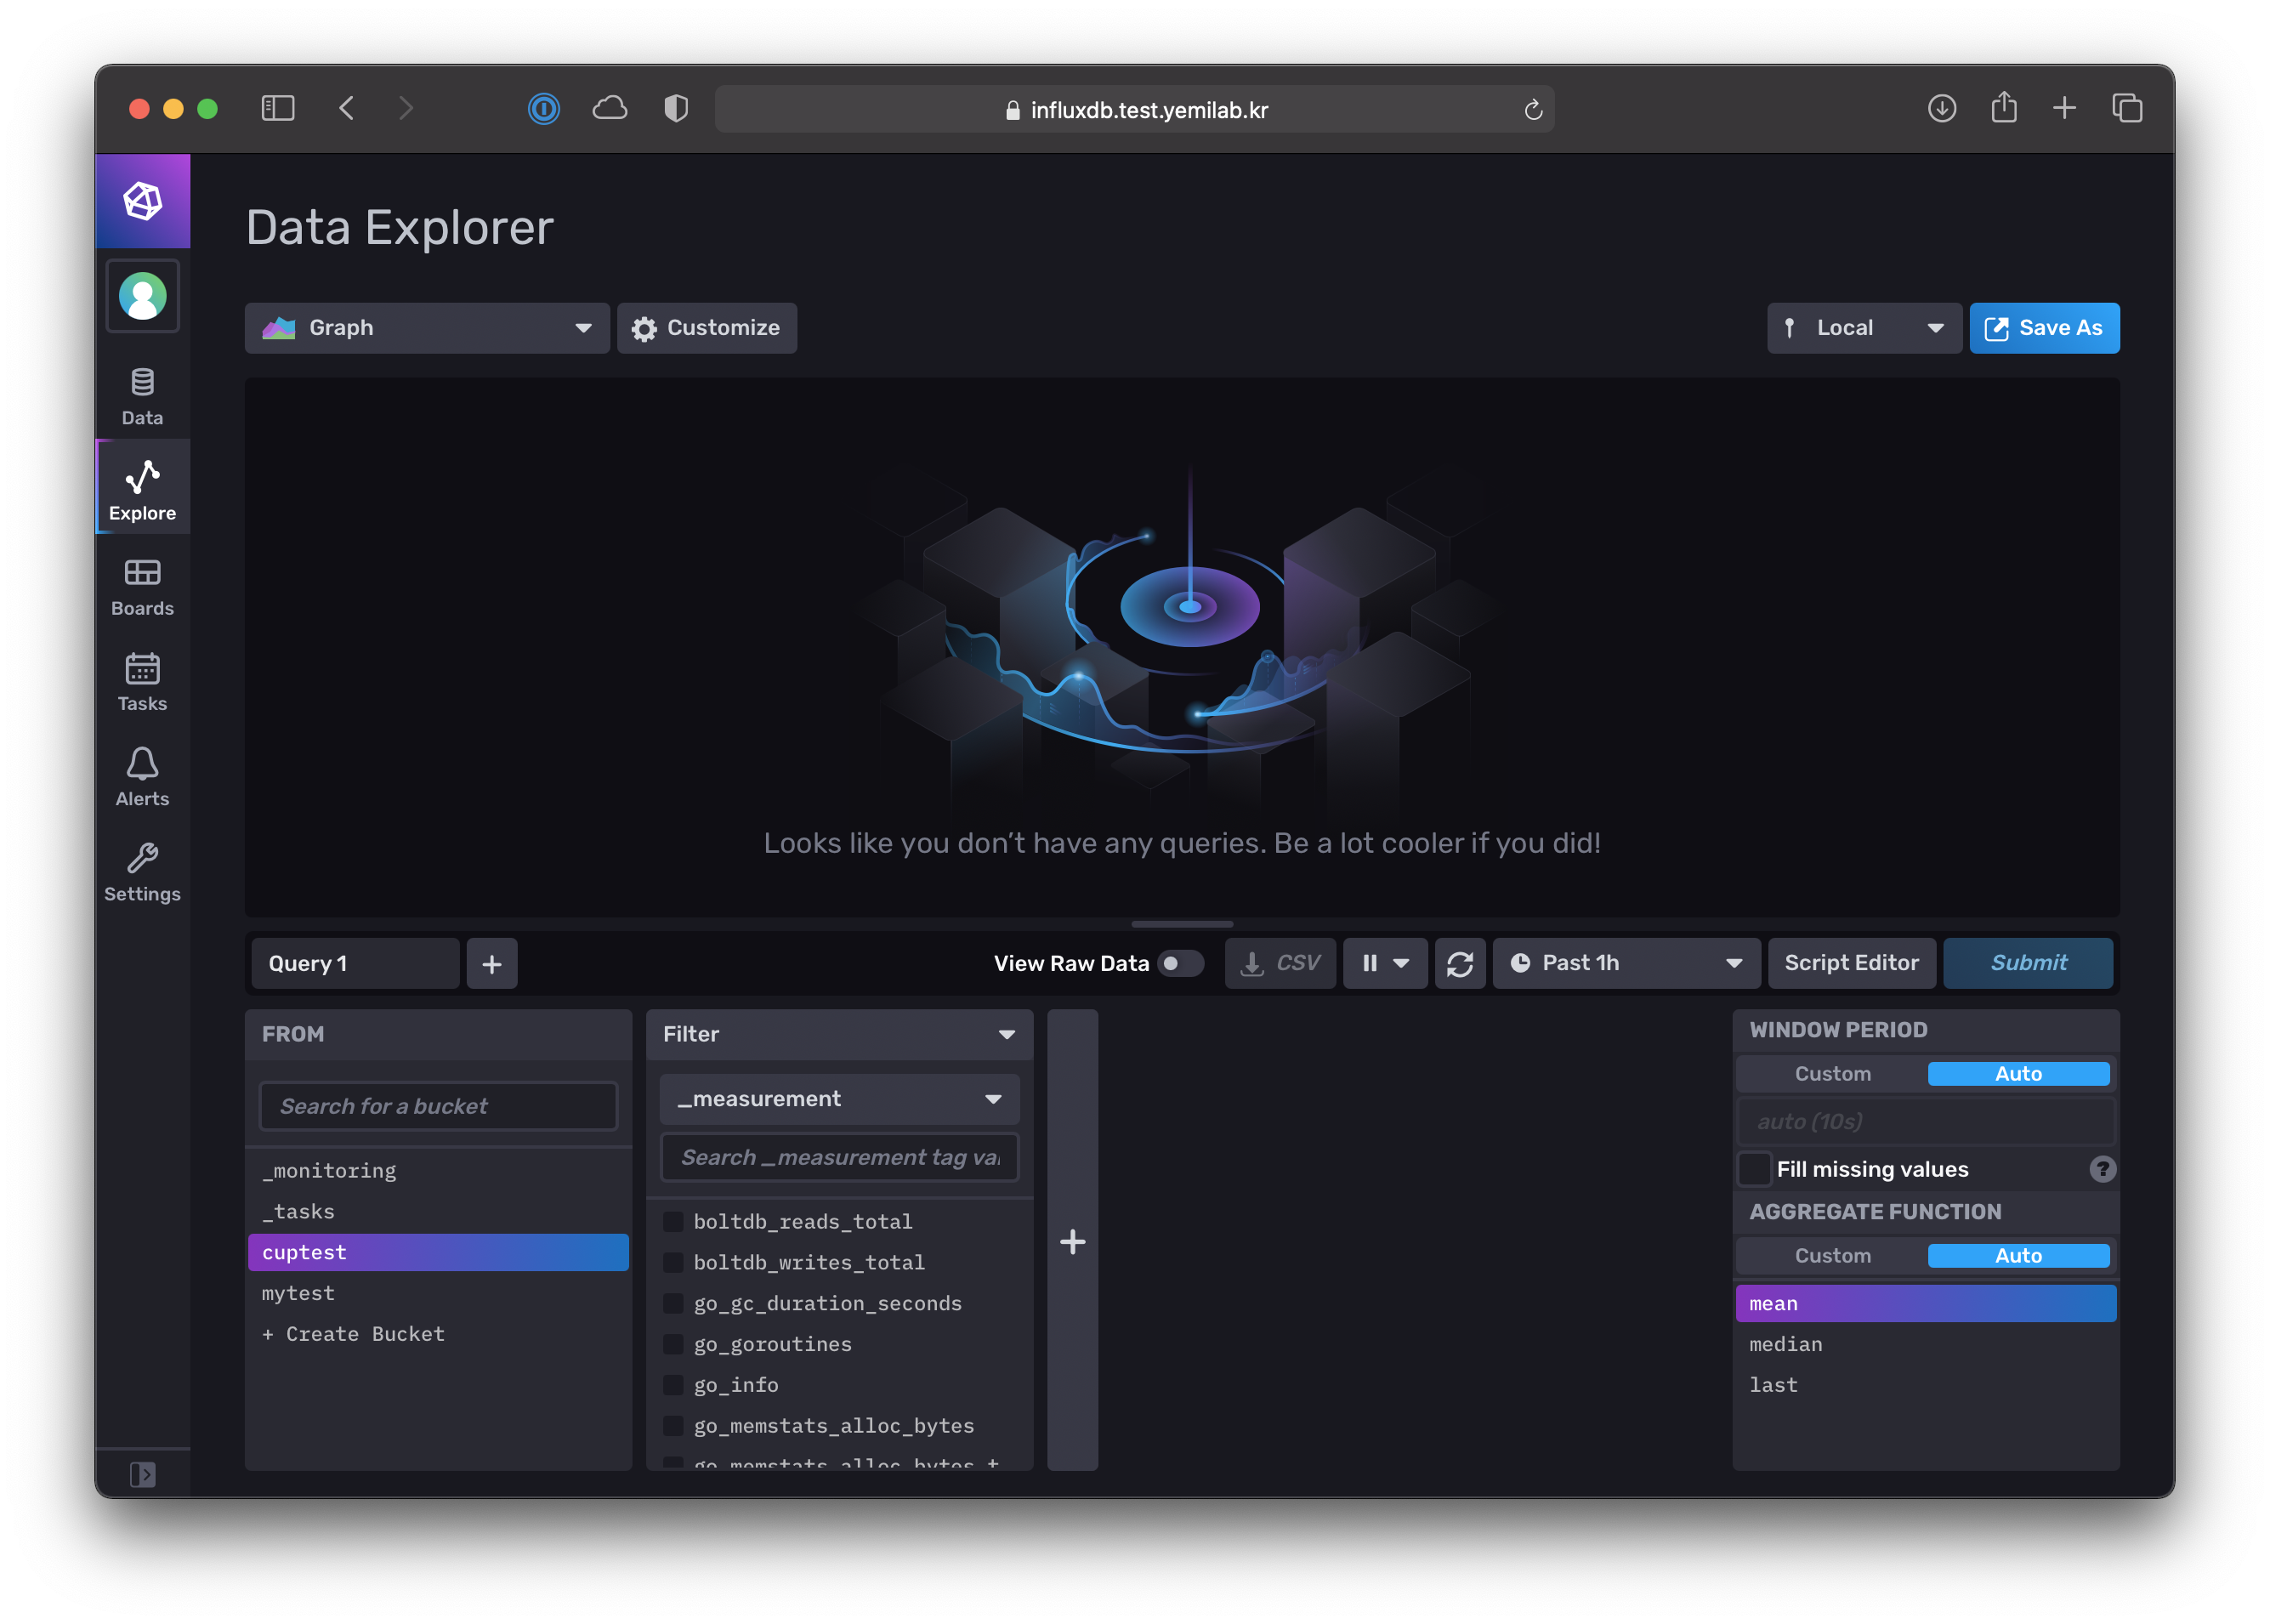 influxdb.test.yemilab.kr
Data Explorer
Graph
Customize
Local
Save As
Data
Explore
Boards
Tasks
Alerts
Settings
Looks like you don’t have any queries. Be a lot cooler if you did!
Query 1
View Raw Data
CSV
Past 1h
Script Editor
Submit
FROM
Search for a bucket
_monitoring
_tasks
cuptest
mytest
+ Create Bucket
Filter
_measurement
Search _measurement tag va
boltdb_reads_total
boltdb_writes_total
go_gc_duration_seconds
go_goroutines
go_info
go_memstats_alloc_bytes
go_memstats_alloc_bytes_t
WINDOW PERIOD
Custom Auto
auto (10s)
Fill missing values ?
AGGREGATE FUNCTION
Custom Auto
mean
median
last